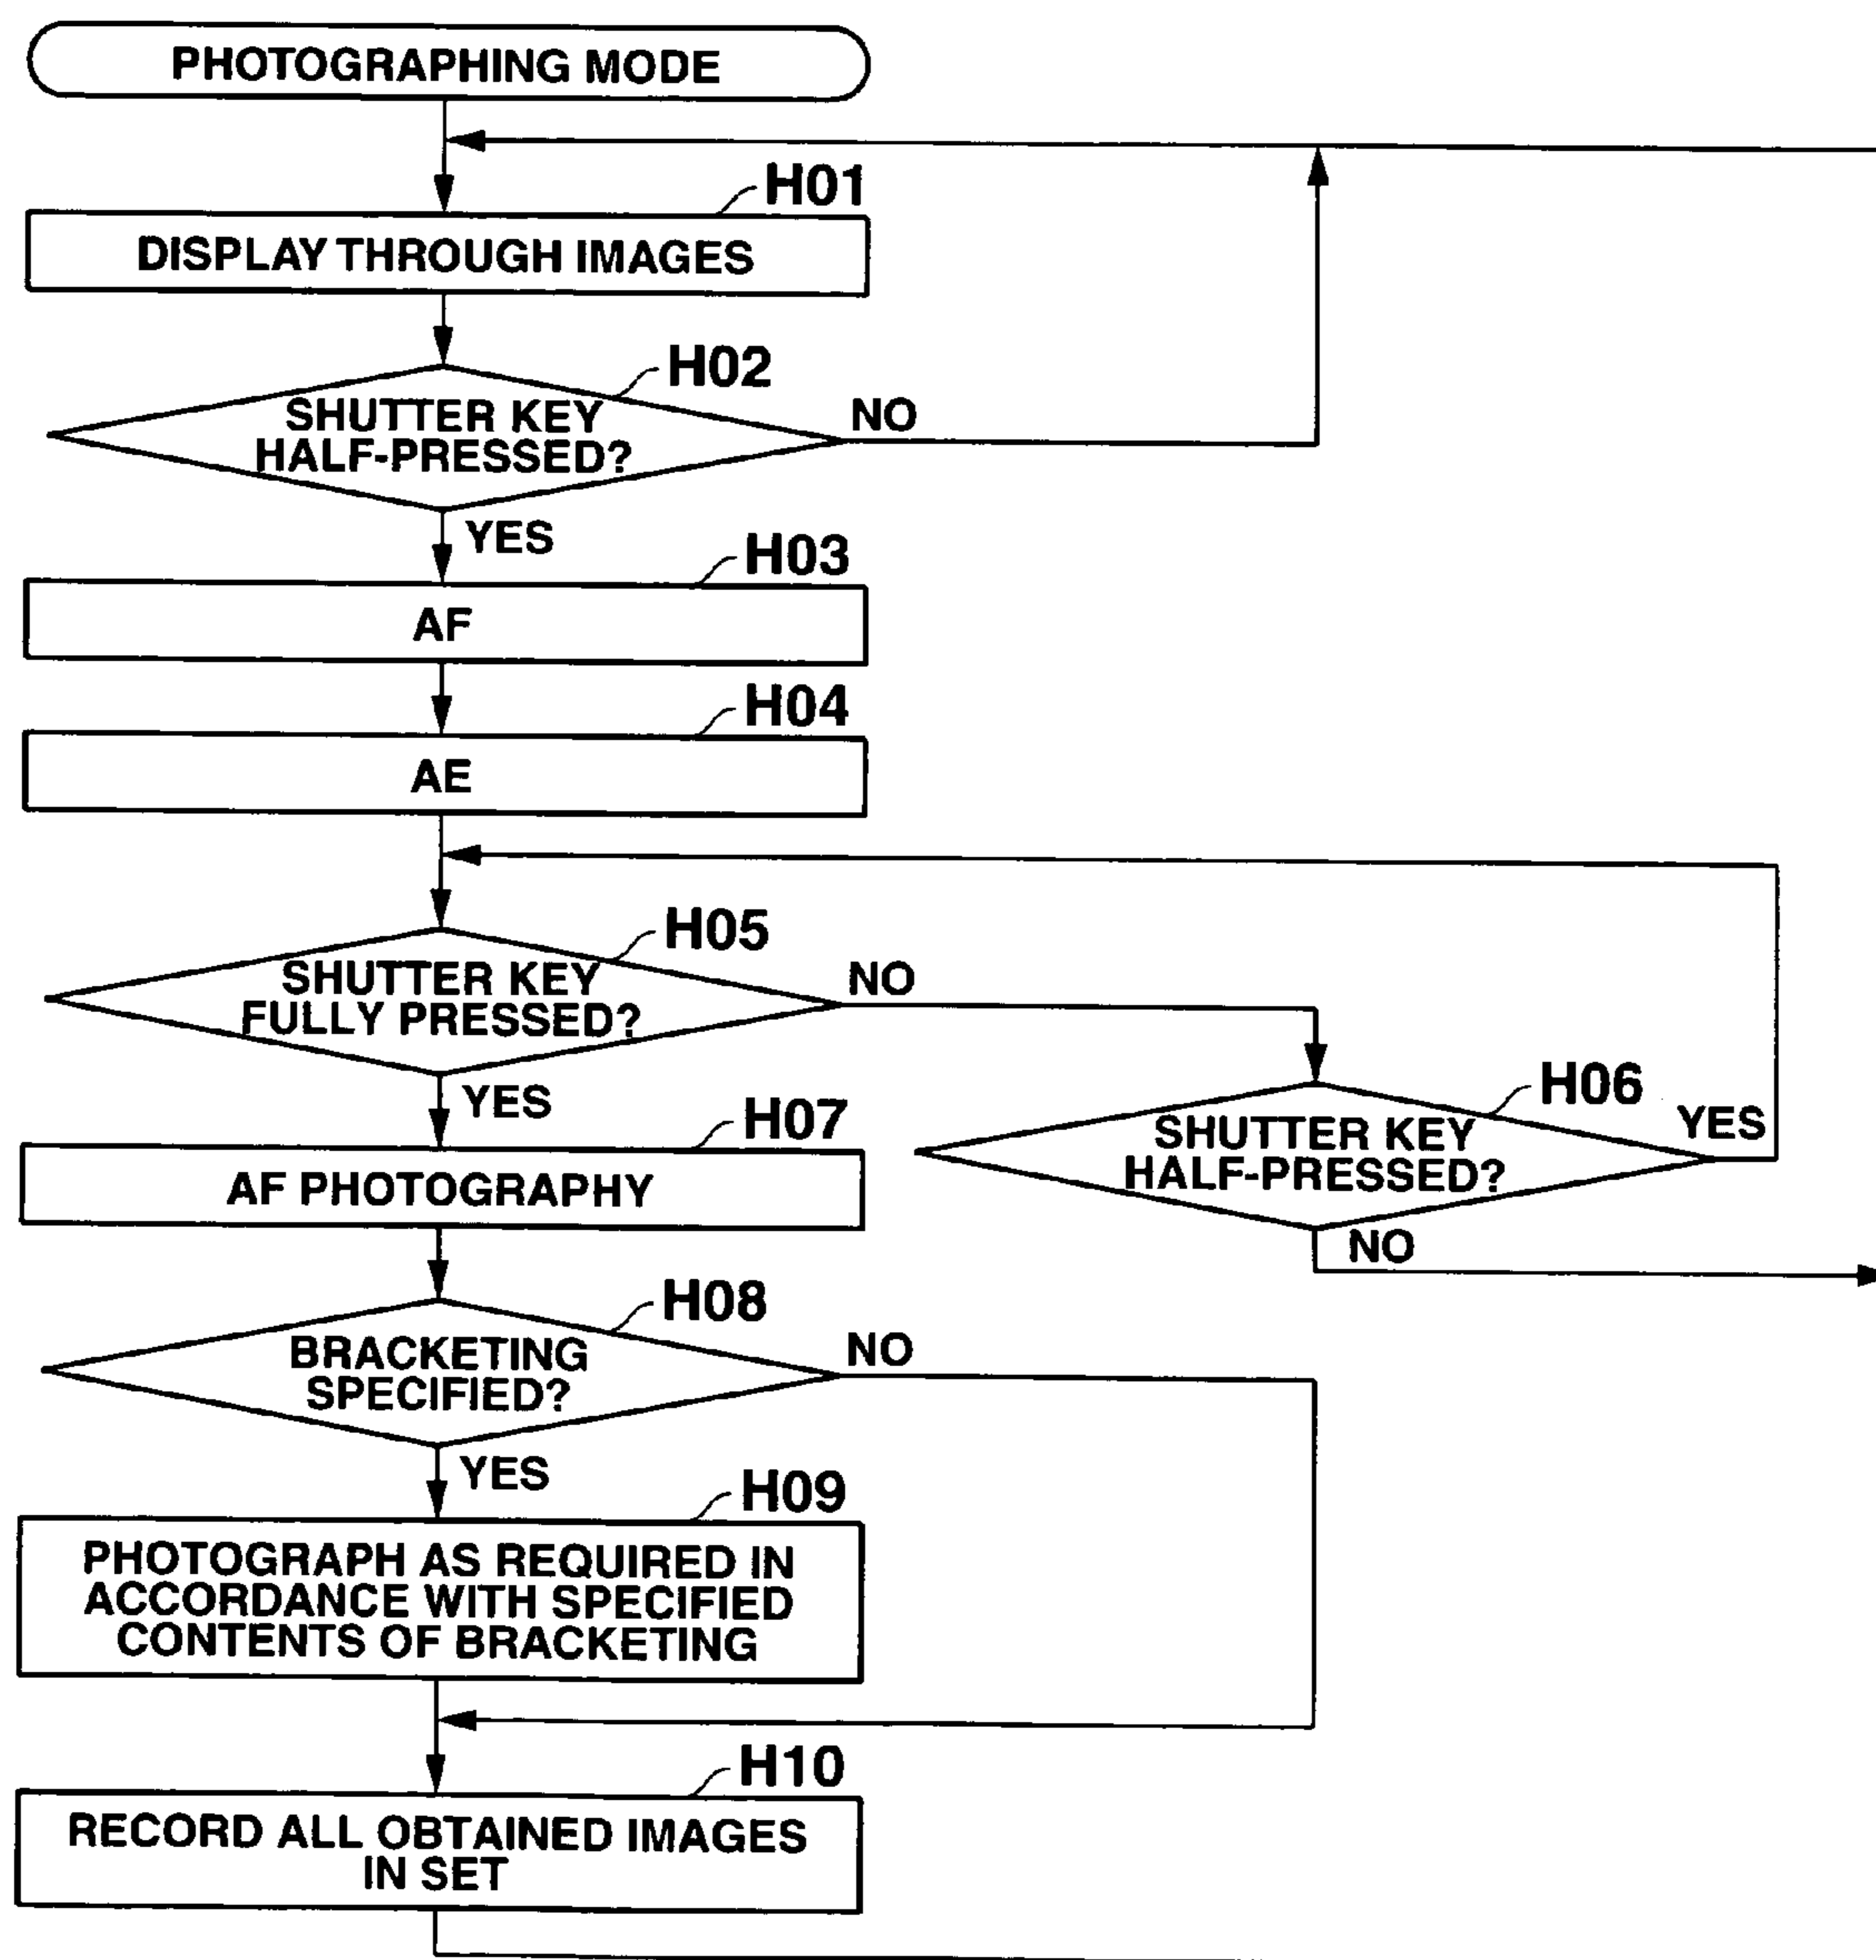 PHOTOGRAPHING MODE
H01
DISPLAY THROUGH IMAGES
H02
SHUTTER KEY
HALF-PRESSED?
NO
YES
H03
AF
H04
AE
H05
SHUTTER KEY
FULLY PRESSED?
NO
YES
H06
SHUTTER KEY
HALF-PRESSED?
YES
NO
H07
AF PHOTOGRAPHY
H08
BRACKETING
SPECIFIED?
NO
YES
H09
PHOTOGRAPH AS REQUIRED IN
ACCORDANCE WITH SPECIFIED
CONTENTS OF BRACKETING
H10
RECORD ALL OBTAINED IMAGES
IN SET